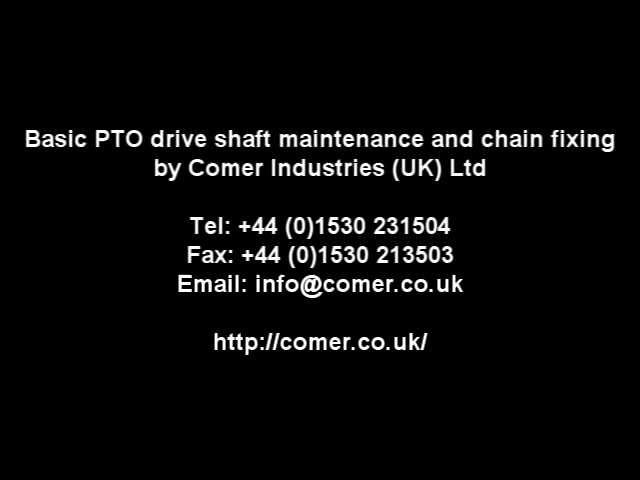 Basic PTO drive shaft maintenance and chain fixing
by Comer Industries (UK) Ltd
Tel: +44 (0)1530 231504
Fax: +44 (0)1530 213503
Email: info@comer.co.uk
http://comer.co.uk/